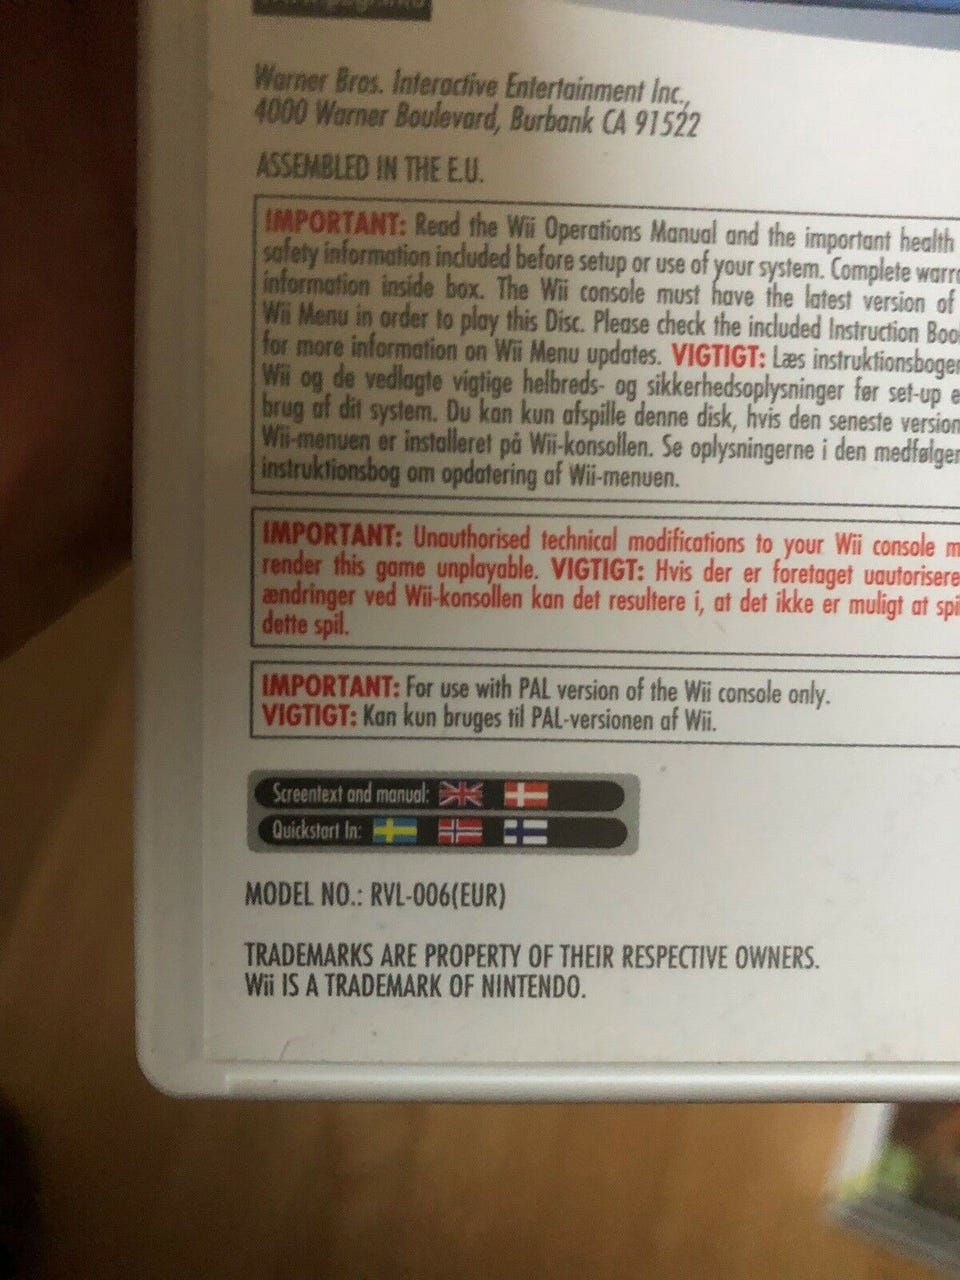 Warner Bros. Interactive Entertainment Inc.,
4000 Warner Boulevard, Burbank CA 91522
ASSEMBLED IN THE E.U.
IMPORTANT: Read the Wii Operations Manual and the important health
safety information included before setup or use of your system. Complete
information inside box. The Wii console must have the latest version of
Wii Menu in order to play this Disc. Please check the included Instruction
for more information on Wii Menu updates. VIGTIGT: Læs
Wii og de vedlagte vigtige helbreds- og sikkerhedsoplysninger før set-up
brug af dit system. Du kan kun afspille denne disk, hvis den seneste version
Wii-menuen er installeret på Wii-konsollen. Se oplysningerne i den
instruktionsbog om opdatering af Wii-menuen.
IMPORTANT: Unauthorised technical modifications to your Wii console
render this game unplayable. VIGTIGT: Hvis der er foretaget
ændringer ved Wii-konsollen kan det resultere i, at det ikke er muligt at
dette spil.
IMPORTANT: For use with PAL version of the Wii console only.
VIGTIGT: Kan kun bruges til PAL-versionen af Wii.
Screentext and manual:
Quickstart In:
MODEL NO.: RVL-006(EUR)
TRADEMARKS ARE PROPERTY OF THEIR RESPECTIVE OWNERS.
Wii IS A TRADEMARK OF NINTENDO.